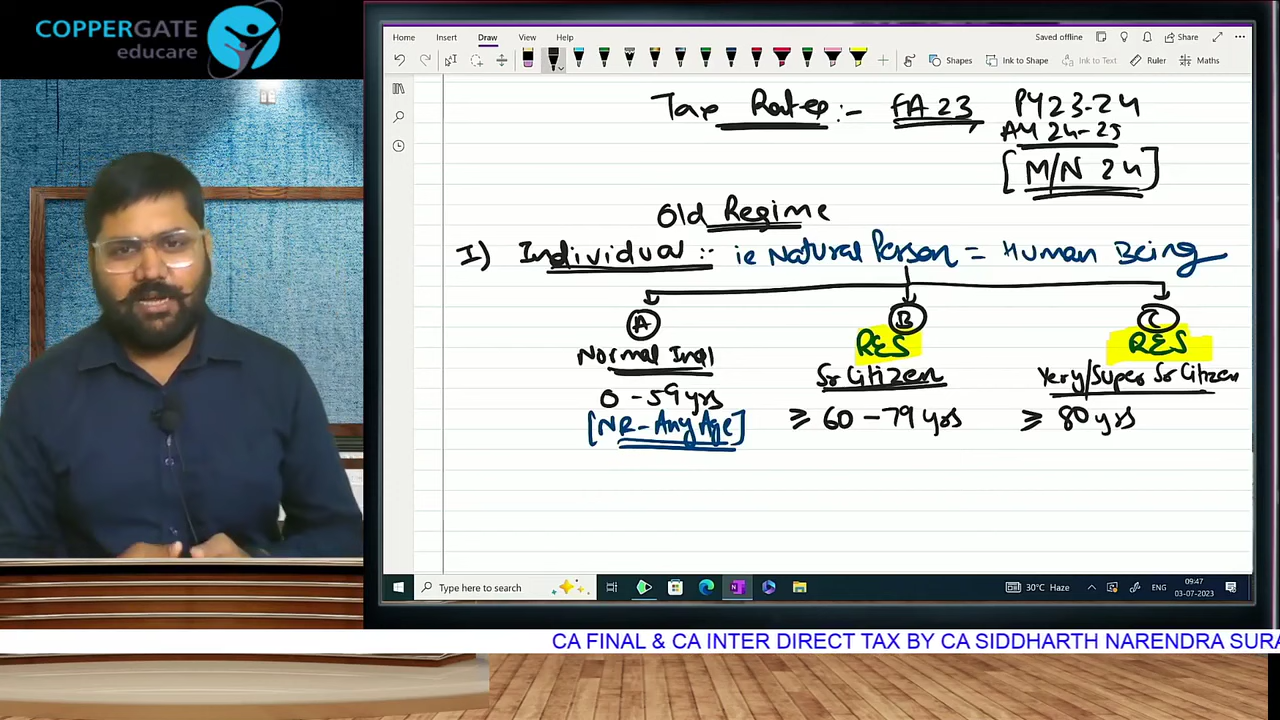 COPPERGATE
educare
Home Insert Draw View Help
Saved offline
Share
Shapes
Ink to Shape
Ink to Text
Ruler
Maths
Tax Rates :- FA 23 PY 23-24
AY 24-25
[M/N 24]
Old Regime
I) Individual :- ie Natural Person = Human Being
A B C
RES RES
Normal Indl Sr Citizen Very/Super Sr Citizen
0 - 59 yrs ≥ 60 - 79 yrs ≥ 80 yrs
[NR - Any Age]
Type here to search
30°C Haze
ENG
09:47
03-07-2023
CA FINAL & CA INTER DIRECT TAX BY CA SIDDHARTH NARENDRA SURA